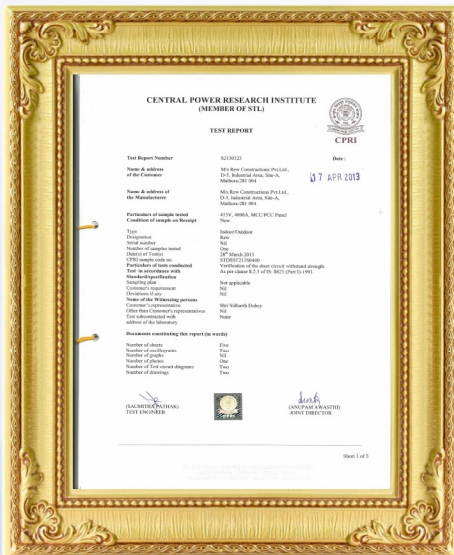 CENTRAL POWER RESEARCH INSTITUTE
(MEMBER OF STL)
TEST REPORT
CPRI
Test Report Number S2130323 Date :
17 APR 2013
Name & address M/s Rew Constructions Pvt.Ltd.,
of the Customer D-5, Industrial Area, Site-A,
Mathura-281 004
Name & address of M/s Rew Constructions Pvt.Ltd.,
the Manufacturer D-5, Industrial Area, Site-A,
Mathura-281 004
Particulars of sample tested 415V, 4000A, MCC/PCC Panel
Condition of sample on Receipt New
Type Indoor/Outdoor
Designation Rew
Serial number Nil
Number of samples tested One
Date(s) of Test(s) 28th March 2013
CPRI sample code no.
Particulars of tests conducted Verification of the short circuit withstand strength
Test in accordance with As per clause 8.2.3 of IS: 8623 (Part I)-1993
Standard/specification
Sampling plan Not applicable
Customer's requirement Nil
Deviations if any Nil
Name of the Witnessing persons
Customer's representative Shri Sidharth Dubey
Other than Customer's representatives Nil
Test subcontracted with None
address of the laboratory
Documents constituting this report (in words)
Number of sheets Five
Number of oscillograms Two
Number of graphs Nil
Number of photos One
Number of Test circuit diagrams Two
Number of drawings Two
(SAUMITRA PATHAK) (ANUPAM AWASTHI)
TEST ENGINEER JOINT DIRECTOR
Sheet 1 of 5